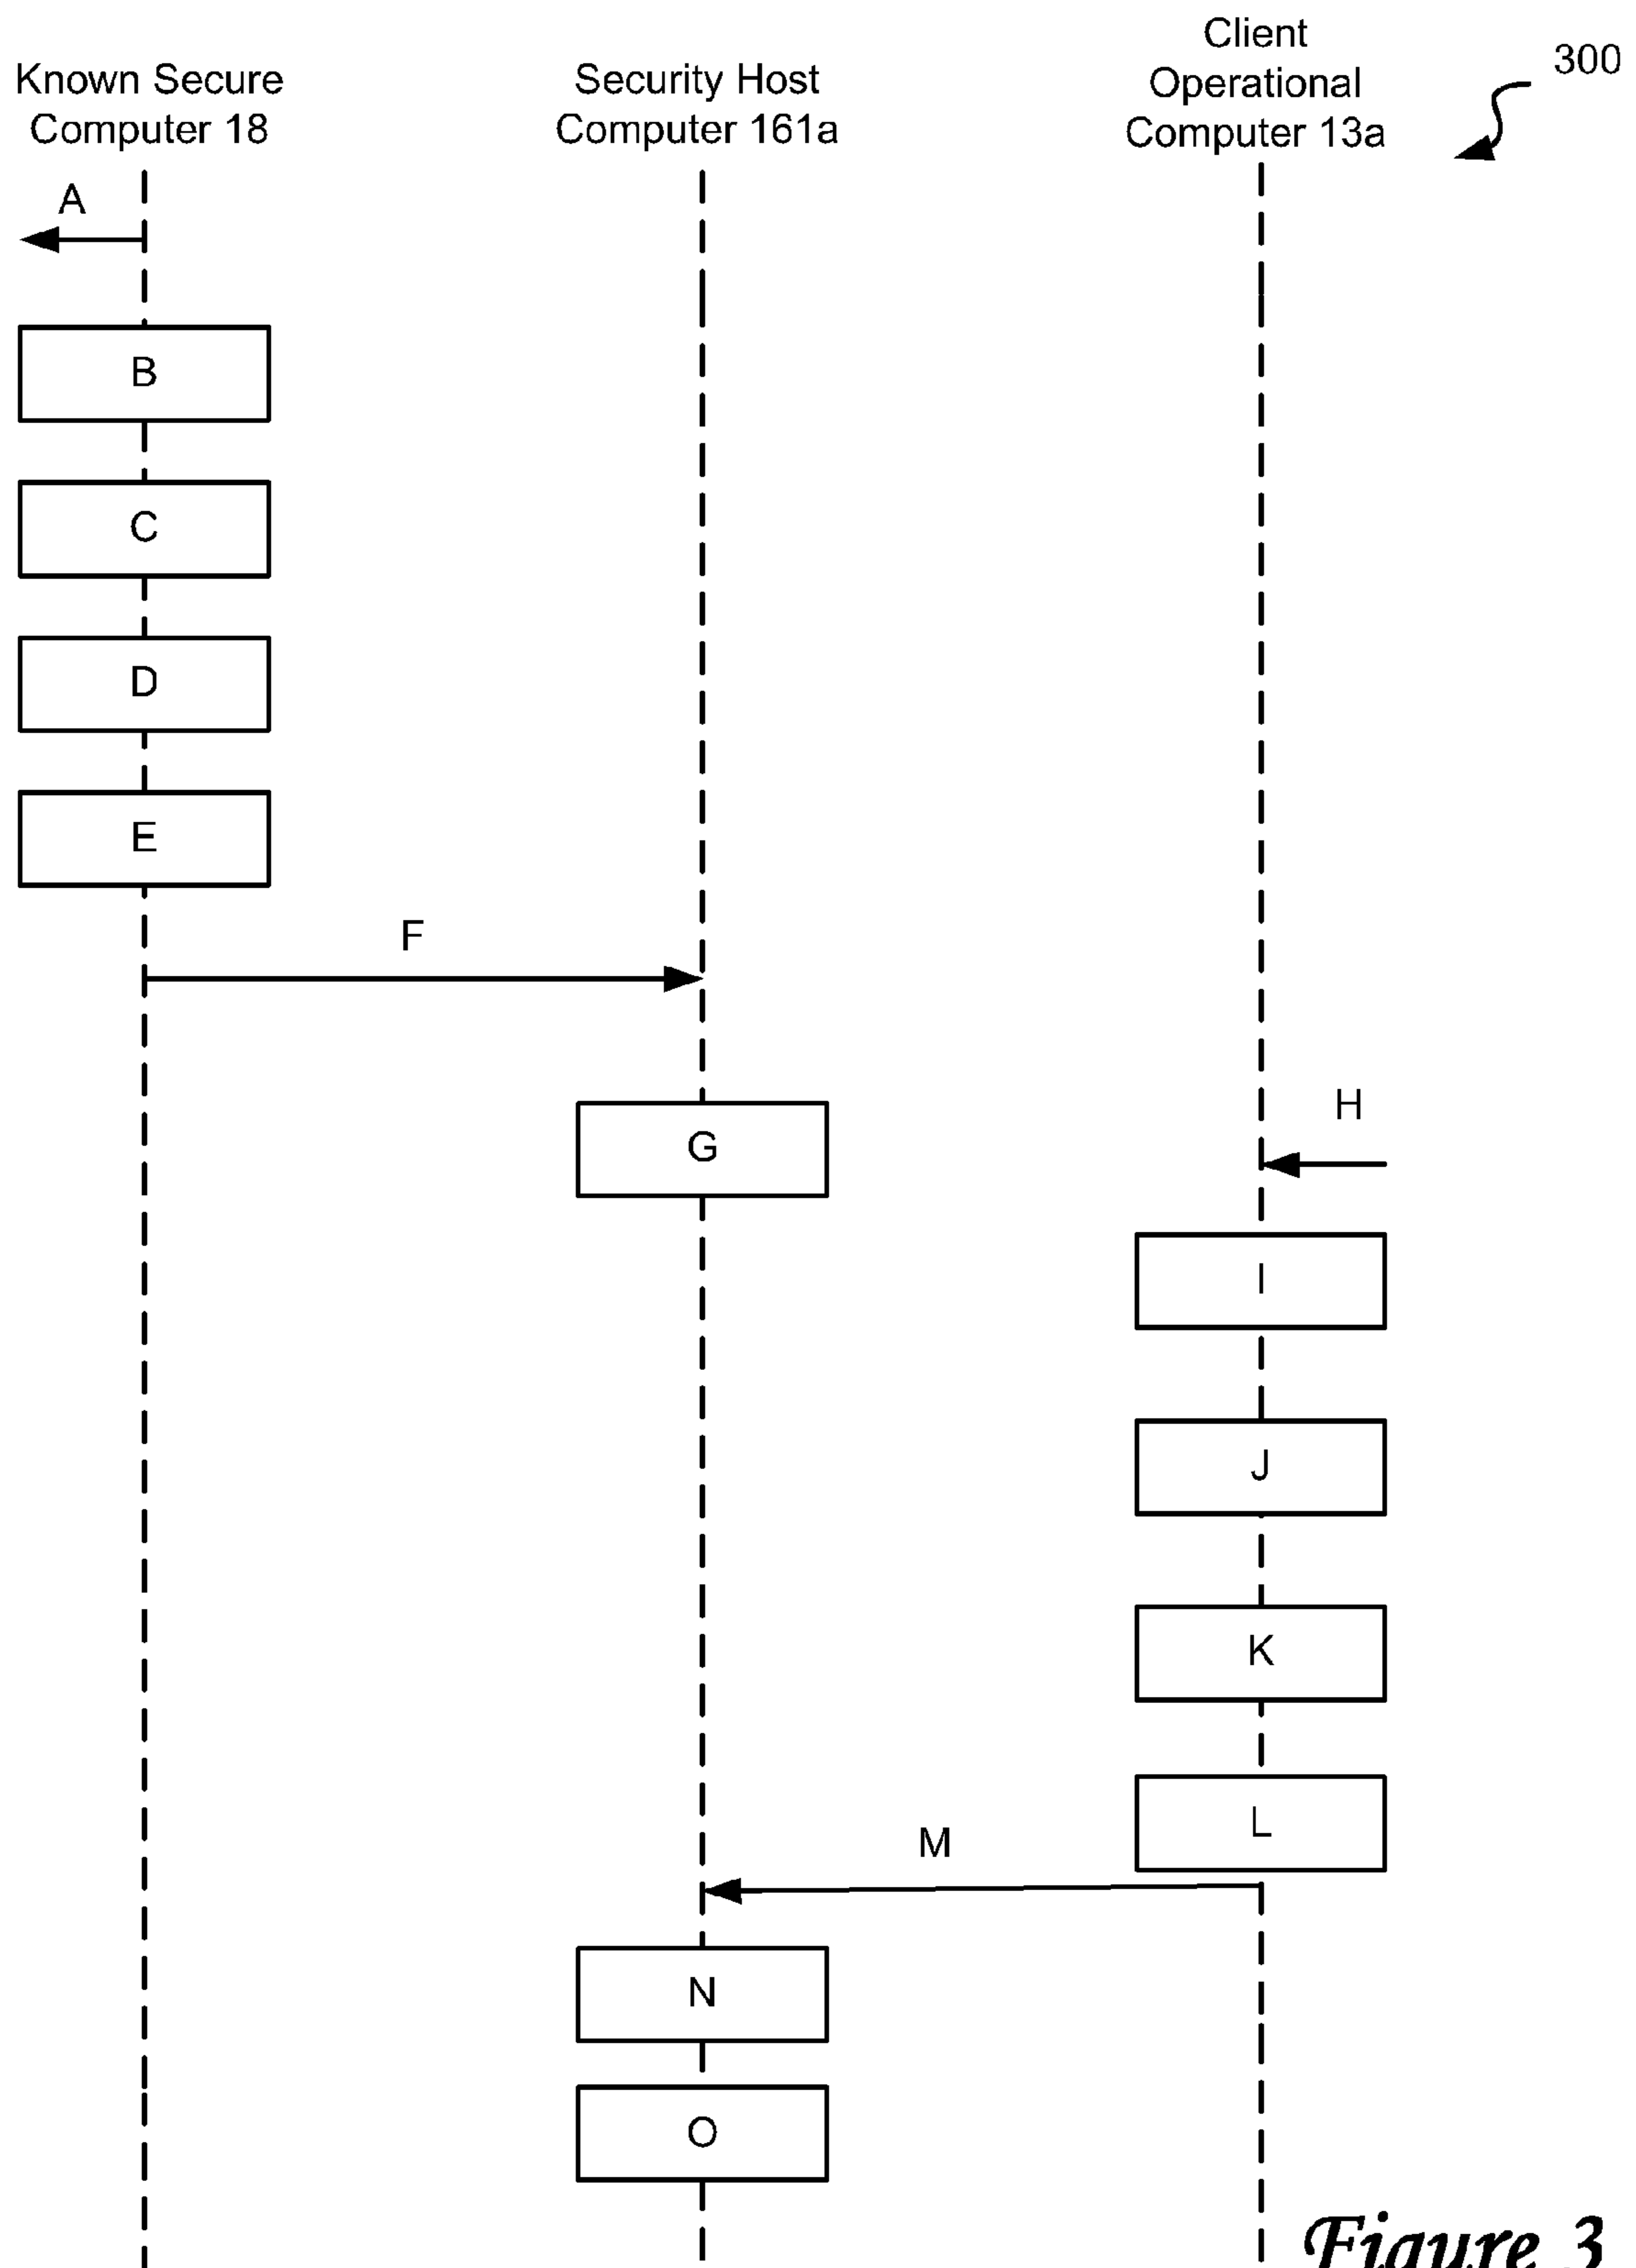 Known Secure
Computer 18
Security Host
Computer 161a
Client
Operational
Computer 13a
300
A
B
C
D
E
F
G
H
I
J
K
L
M
N
O
Figure 3